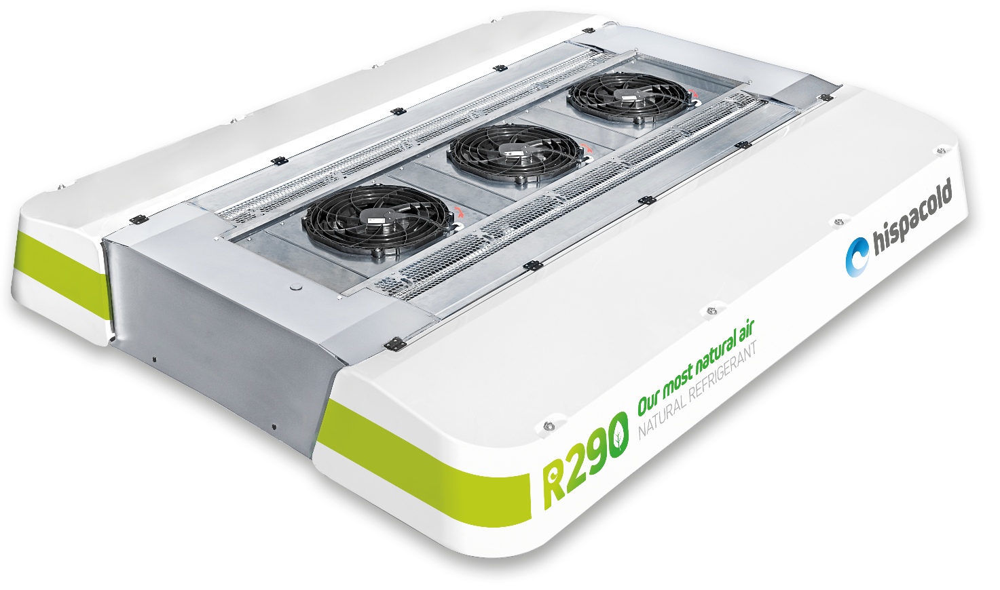 hispacold
Our most natural air
R290
NATURAL REFRIGERANT